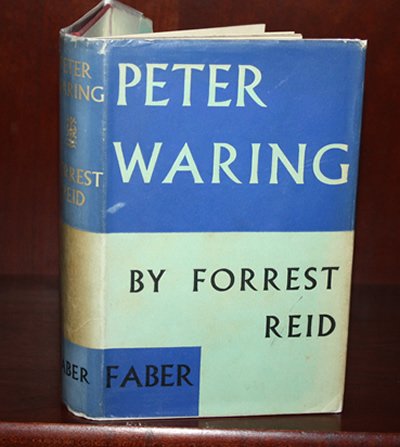 PETER
WARING
BY FORREST
REID
FABER
PETER
WARING
FORREST
REID
FABER